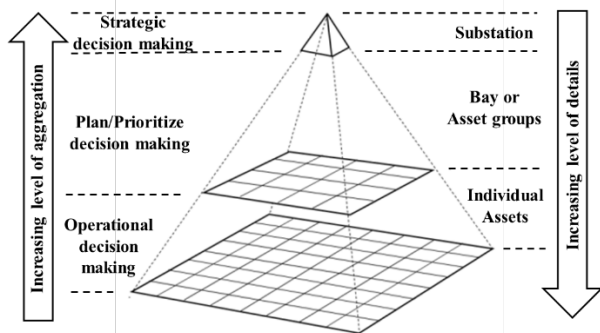 Increasing level of aggregation
Strategic
decision making
Plan/Prioritize
decision making
Operational
decision
making
Substation
Bay or
Asset groups
Individual
Assets
Increasing level of details